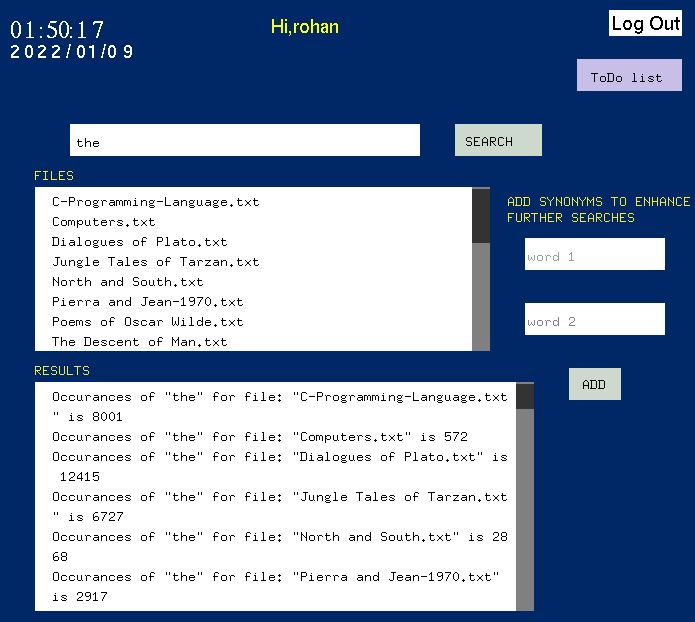 01:50:17
Hi,rohan
Log Out
2022/01/09
ToDo list
the
SEARCH
FILES
C-Programming-Language.txt
Computers.txt
Dialogues of Plato.txt
Jungle Tales of Tarzan.txt
North and South.txt
Pierra and Jean-1970.txt
Poems of Oscar Wilde.txt
The Descent of Man.txt
ADD SYNONYMS TO ENHANCE
FURTHER SEARCHES
word 1
word 2
ADD
RESULTS
Occurances of "the" for file: "C-Programming-Language.txt
" is 8001
Occurances of "the" for file: "Computers.txt" is 572
Occurances of "the" for file: "Dialogues of Plato.txt" is
12415
Occurances of "the" for file: "Jungle Tales of Tarzan.txt
" is 6727
Occurances of "the" for file: "North and South.txt" is 28
68
Occurances of "the" for file: "Pierra and Jean-1970.txt"
is 2917